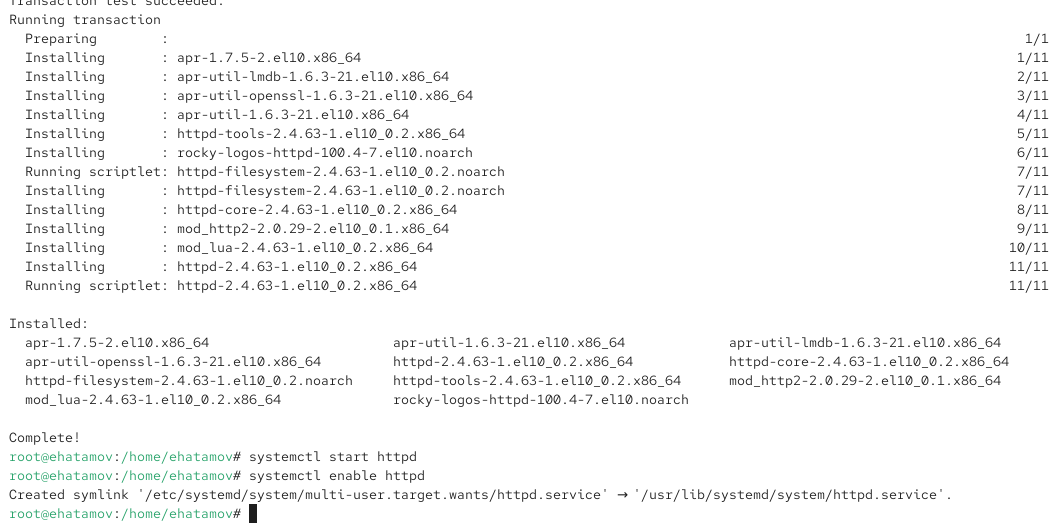 Transaction test succeeded.
Running transaction
  Preparing        :                                                        1/1
  Installing       : apr-1.7.5-2.el10.x86_64                                1/11
  Installing       : apr-util-lmdb-1.6.3-21.el10.x86_64                     2/11
  Installing       : apr-util-openssl-1.6.3-21.el10.x86_64                  3/11
  Installing       : apr-util-1.6.3-21.el10.x86_64                          4/11
  Installing       : httpd-tools-2.4.63-1.el10_0.2.x86_64                   5/11
  Installing       : rocky-logos-httpd-100.4-7.el10.noarch                  6/11
  Running scriptlet: httpd-filesystem-2.4.63-1.el10_0.2.noarch              7/11
  Installing       : httpd-filesystem-2.4.63-1.el10_0.2.noarch              7/11
  Installing       : httpd-core-2.4.63-1.el10_0.2.x86_64                    8/11
  Installing       : mod_http2-2.0.29-2.el10_0.1.x86_64                     9/11
  Installing       : mod_lua-2.4.63-1.el10_0.2.x86_64                      10/11
  Installing       : httpd-2.4.63-1.el10_0.2.x86_64                        11/11
  Running scriptlet: httpd-2.4.63-1.el10_0.2.x86_64                        11/11

Installed:
  apr-1.7.5-2.el10.x86_64                       apr-util-1.6.3-21.el10.x86_64             apr-util-lmdb-1.6.3-21.el10.x86_64
  apr-util-openssl-1.6.3-21.el10.x86_64         httpd-2.4.63-1.el10_0.2.x86_64            httpd-core-2.4.63-1.el10_0.2.x86_64
  httpd-filesystem-2.4.63-1.el10_0.2.noarch     httpd-tools-2.4.63-1.el10_0.2.x86_64      mod_http2-2.0.29-2.el10_0.1.x86_64
  mod_lua-2.4.63-1.el10_0.2.x86_64              rocky-logos-httpd-100.4-7.el10.noarch

Complete!
root@ehatamov:/home/ehatamov# systemctl start httpd
root@ehatamov:/home/ehatamov# systemctl enable httpd
Created symlink '/etc/systemd/system/multi-user.target.wants/httpd.service' → '/usr/lib/systemd/system/httpd.service'.
root@ehatamov:/home/ehatamov#